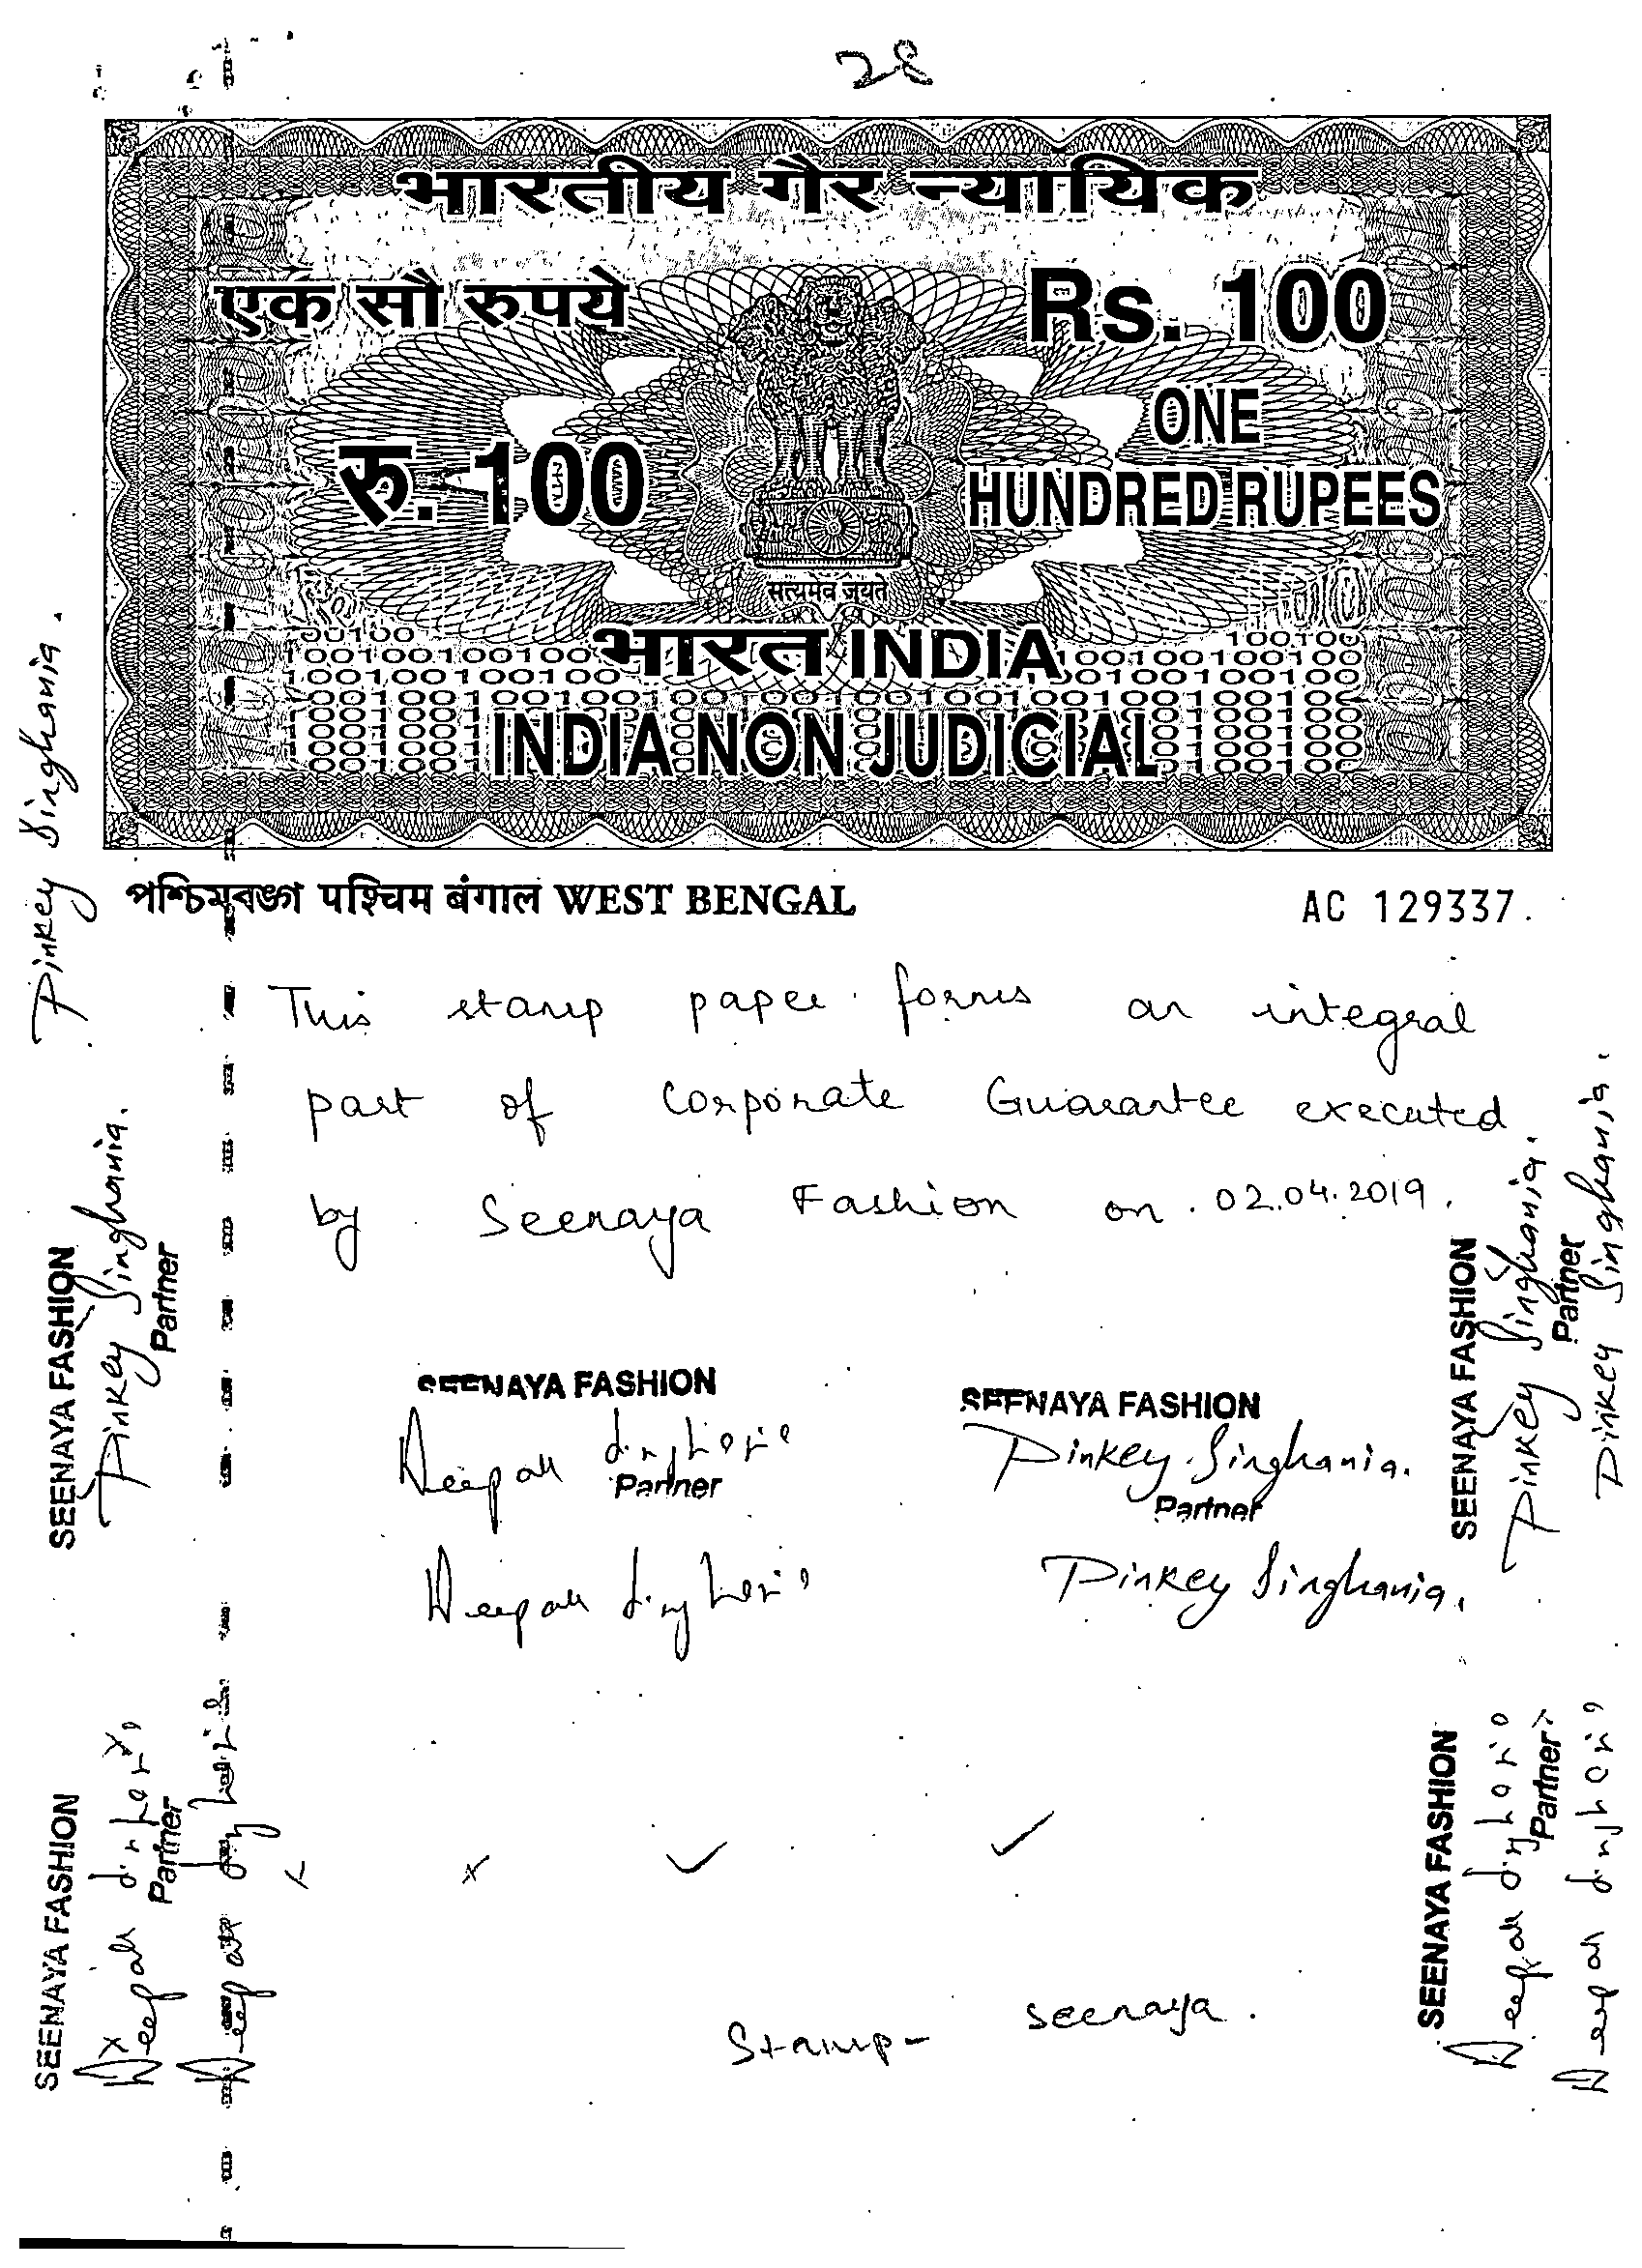 28
भारतीय गैर न्यायिक
एक सौ रुपये
Rs. 100
रु. 100
ONE
HUNDRED RUPEES
सत्यमेव जयते
भारत INDIA
INDIA NON JUDICIAL
পশ্চিমবঙ্গ पश्चिम बंगाल WEST BENGAL
AC 129337
This stamp paper forms an integral
part of Corporate Guarantee executed
by Seenaya Fashion on 02.04.2019.
Pinkey Singhania.
SEENAYA FASHION
Pinkey Singhania.
Partner
SEENAYA FASHION
Deepak Singhania
Partner
Deepak Singhania
SEENAYA FASHION
Pinkey Singhania.
Partner
Pinkey Singhania.
SEENAYA FASHION
Pinkey Singhania.
Partner
Pinkey Singhania.
SEENAYA FASHION
Deepak Singhania
Partner
Deepak Singhania
Stamp - Seenaya.
SEENAYA FASHION
Deepak Singhania
Partner
Deepak Singhania